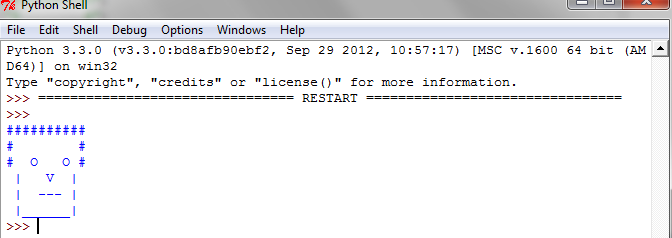 Python Shell
File Edit Shell Debug Options Windows Help
Python 3.3.0 (v3.3.0:bd8afb90ebf2, Sep 29 2012, 10:57:17) [MSC v.1600 64 bit (AM
D64)] on win32
Type "copyright", "credits" or "license()" for more information.
>>> ================================ RESTART ================================
>>>
##########
#        #
#  O   O #
 |   V  |
 |  --- |
 |______|
>>>